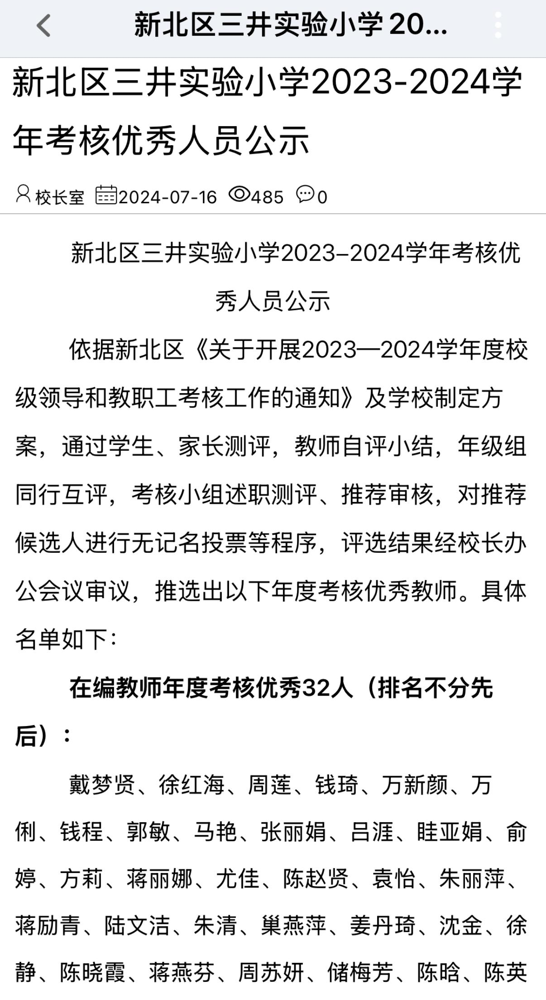 新北区三井实验小学 20...
新北区三井实验小学2023-2024学
年考核优秀人员公示
校长室 2024-07-16 485 0
新北区三井实验小学2023–2024学年考核优
秀人员公示
依据新北区《关于开展2023—2024学年度校
级领导和教职工考核工作的通知》及学校制定方
案，通过学生、家长测评，教师自评小结，年级组
同行互评，考核小组述职测评、推荐审核，对推荐
候选人进行无记名投票等程序，评选结果经校长办
公会议审议，推选出以下年度考核优秀教师。具体
名单如下：
在编教师年度考核优秀32人（排名不分先
后）：
戴梦贤、徐红海、周莲、钱琦、万新颜、万
俐、钱程、郭敏、马艳、张丽娟、吕涯、眭亚娟、俞
婷、方莉、蒋丽娜、尤佳、陈赵贤、袁怡、朱丽萍、
蒋励青、陆文洁、朱清、巢燕萍、姜丹琦、沈金、徐
静、陈晓霞、蒋燕芬、周苏妍、储梅芳、陈晗、陈英